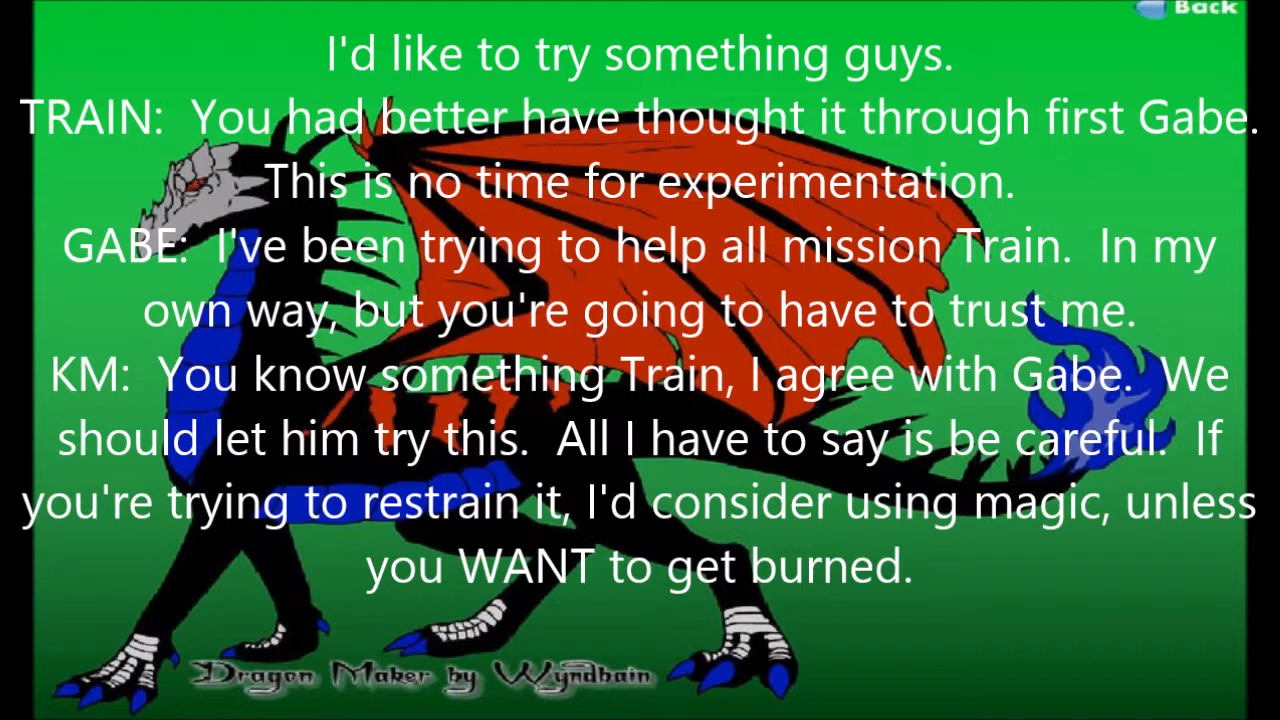 Back
I'd like to try something guys.
TRAIN:  You had better have thought it through first Gabe.
This is no time for experimentation.
GABE:  I've been trying to help all mission Train.  In my
own way, but you're going to have to trust me.
KM:  You know something Train, I agree with Gabe.  We
should let him try this.  All I have to say is be careful.  If
you're trying to restrain it, I'd consider using magic, unless
you WANT to get burned.
Dragon Maker by Wyndbain